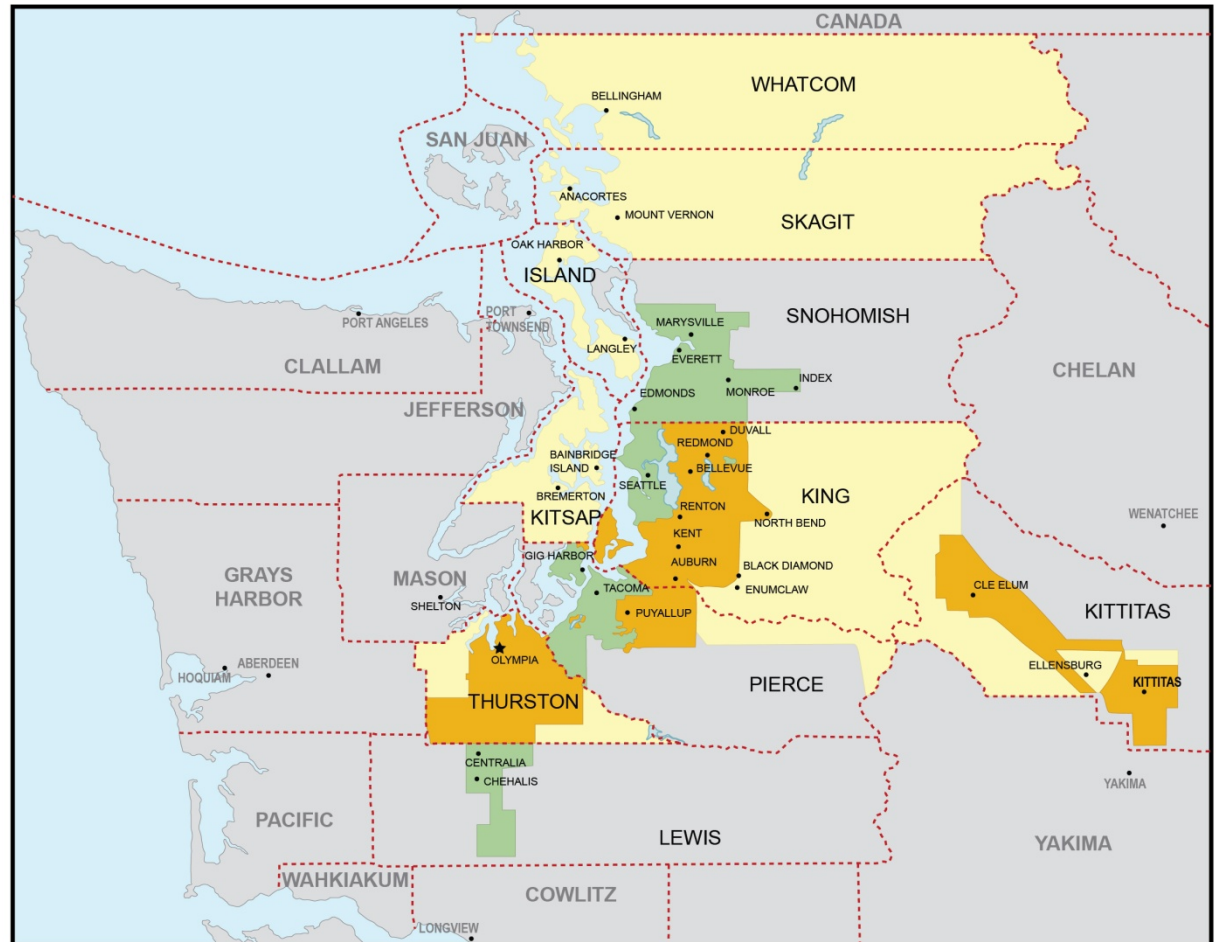 CANADA
WHATCOM
BELLINGHAM
SAN JUAN
ANACORTES
MOUNT VERNON
SKAGIT
OAK HARBOR
ISLAND
PORT ANGELES
PORT
TOWNSEND
MARYSVILLE
SNOHOMISH
LANGLEY
EVERETT
CLALLAM
CHELAN
INDEX
MONROE
EDMONDS
JEFFERSON
DUVALL
REDMOND
BAINBRIDGE
ISLAND
BELLEVUE
SEATTLE
KING
BREMERTON
KITSAP
RENTON
NORTH BEND
WENATCHEE
KENT
GIG HARBOR
AUBURN
BLACK DIAMOND
GRAYS
HARBOR
MASON
SHELTON
TACOMA
ENUMCLAW
CLE ELUM
KITTITAS
PUYALLUP
OLYMPIA
ELLENSBURG
ABERDEEN
HOQUIAM
PIERCE
KITTITAS
THURSTON
CENTRALIA
CHEHALIS
YAKIMA
PACIFIC
LEWIS
YAKIMA
WAHKIAKUM
COWLITZ
LONGVIEW